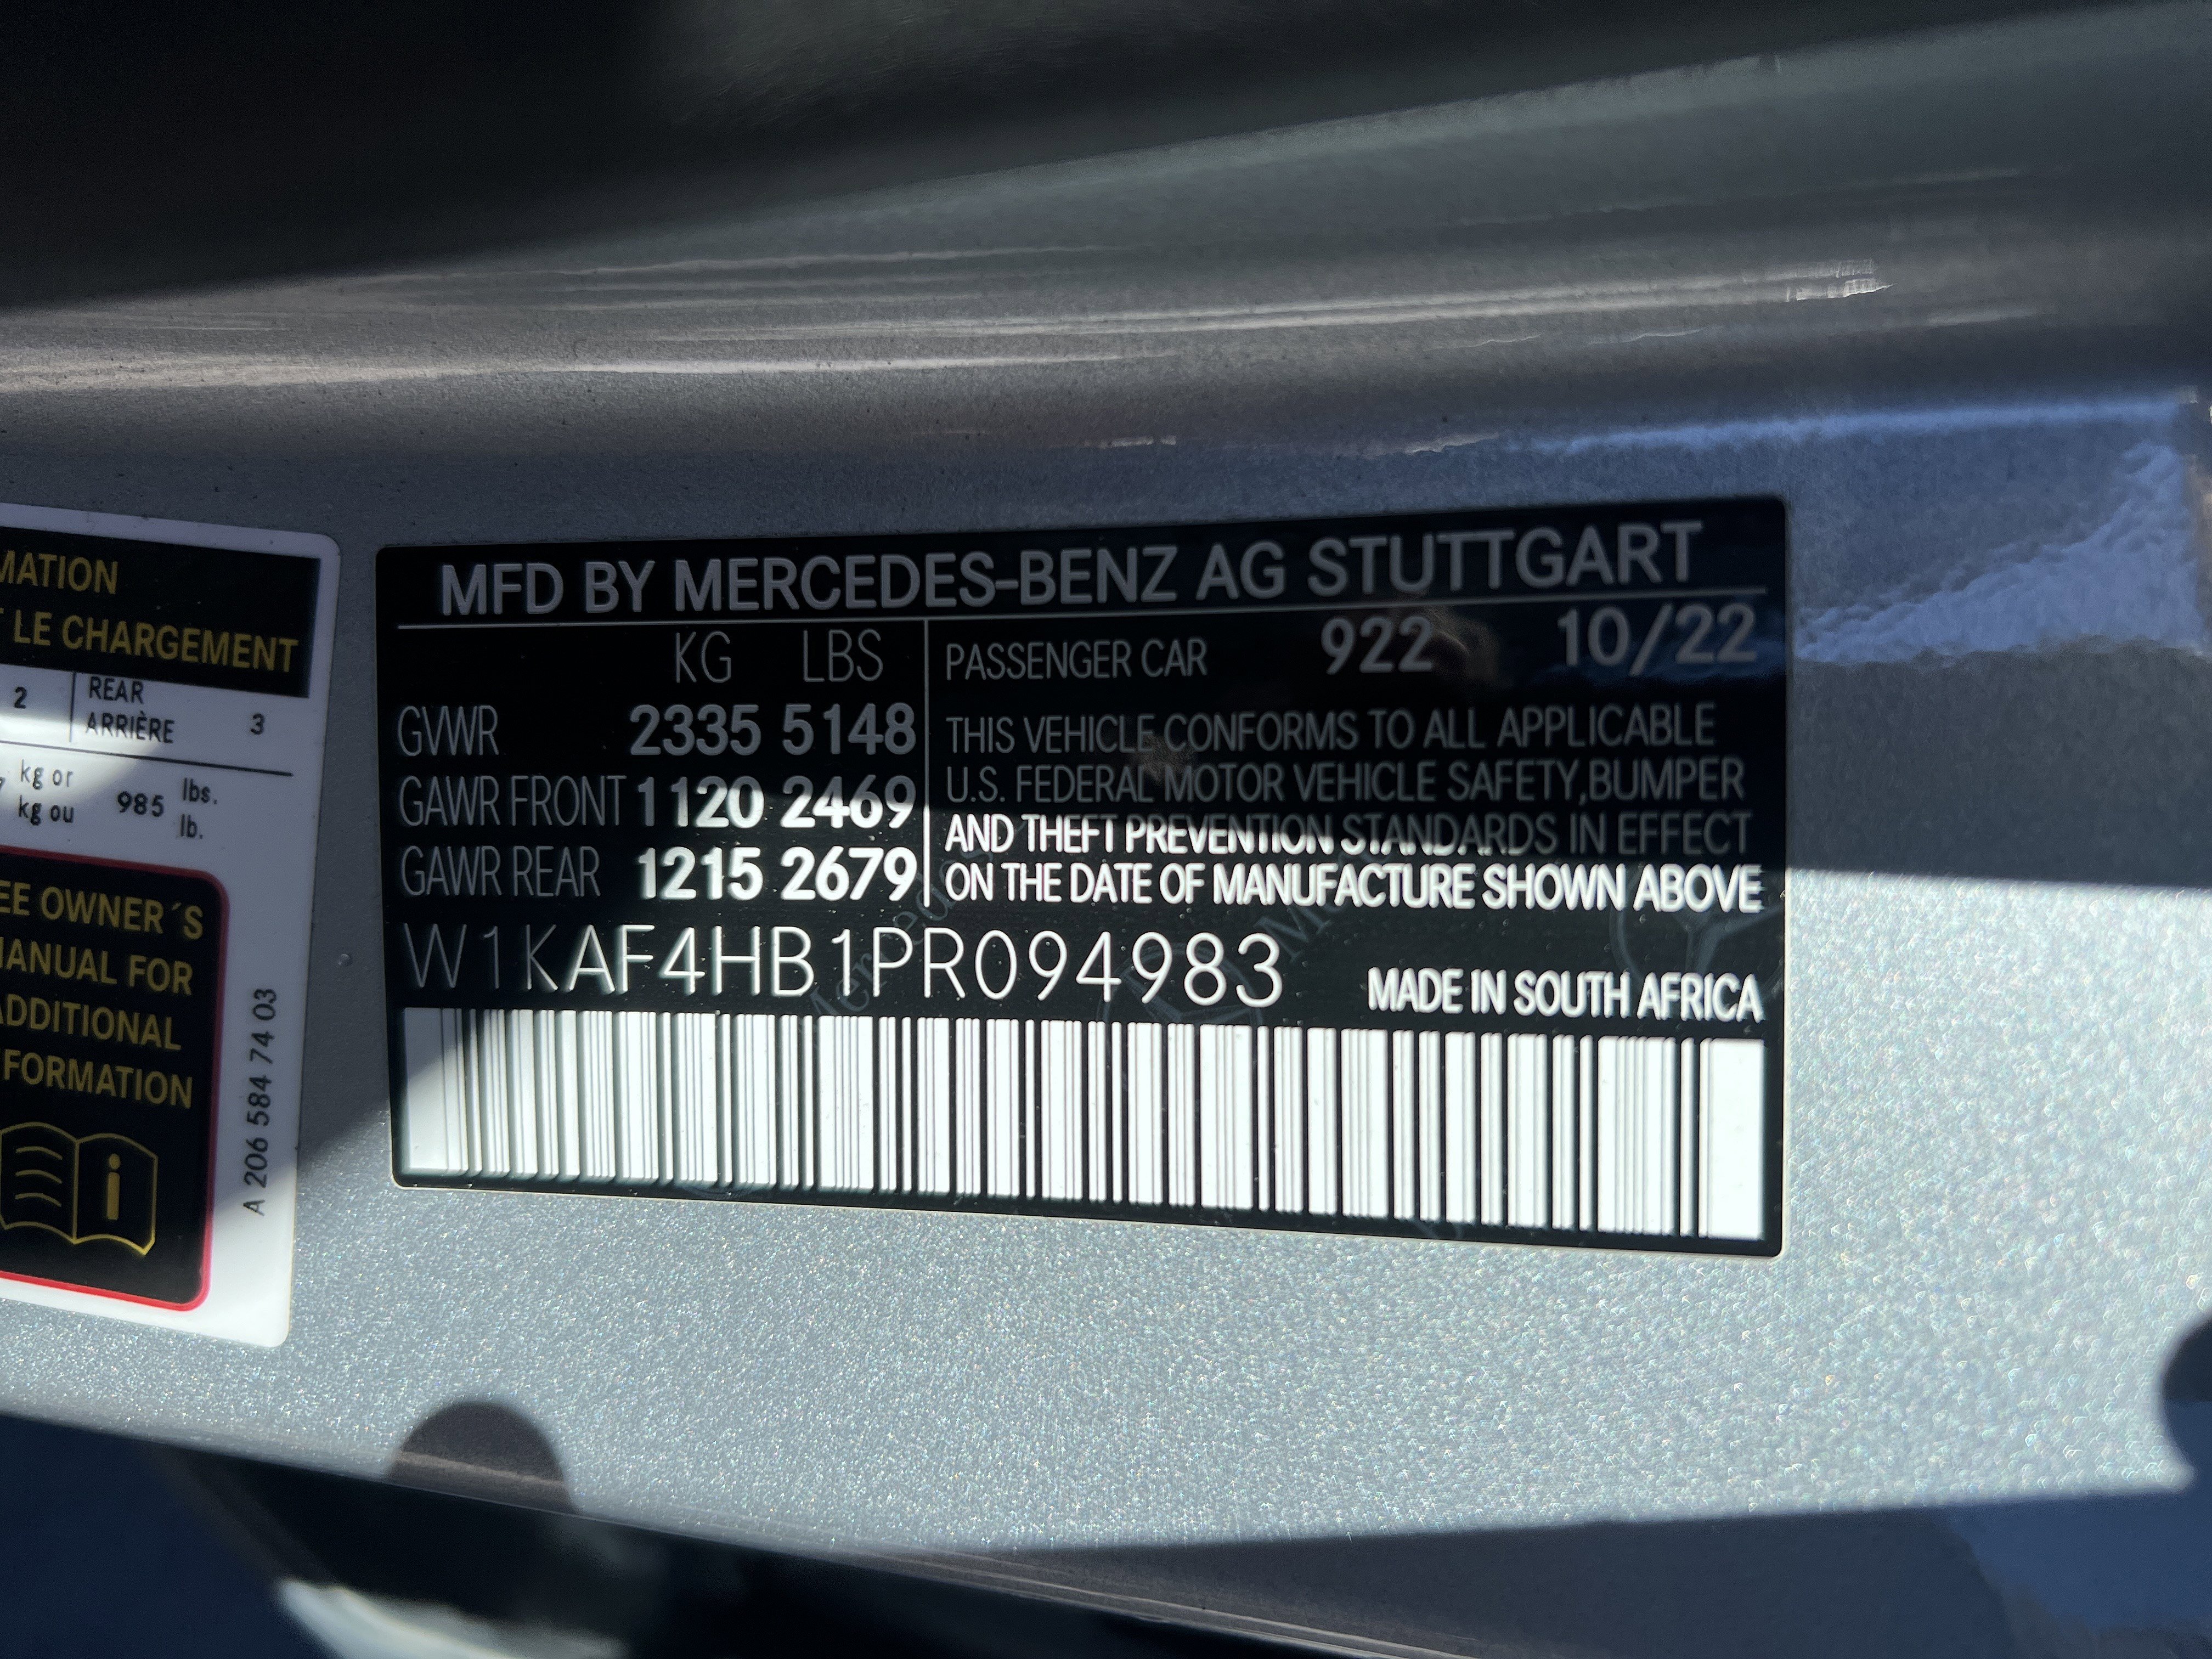 MATION
LE CHARGEMENT
2 REAR 3
ARRIÈRE
kg or 985 lbs.
kg ou lb.
EE OWNER´S
MANUAL FOR
ADDITIONAL
FORMATION
A 206 584 74 03
MFD BY MERCEDES-BENZ AG STUTTGART
KG LBS
GVWR 2335 5148
GAWR FRONT 1120 2469
GAWR REAR 1215 2679
PASSENGER CAR 922 10/22
THIS VEHICLE CONFORMS TO ALL APPLICABLE
U.S. FEDERAL MOTOR VEHICLE SAFETY,BUMPER
AND THEFT PREVENTION STANDARDS IN EFFECT
ON THE DATE OF MANUFACTURE SHOWN ABOVE
W1KAF4HB1PR094983
MADE IN SOUTH AFRICA